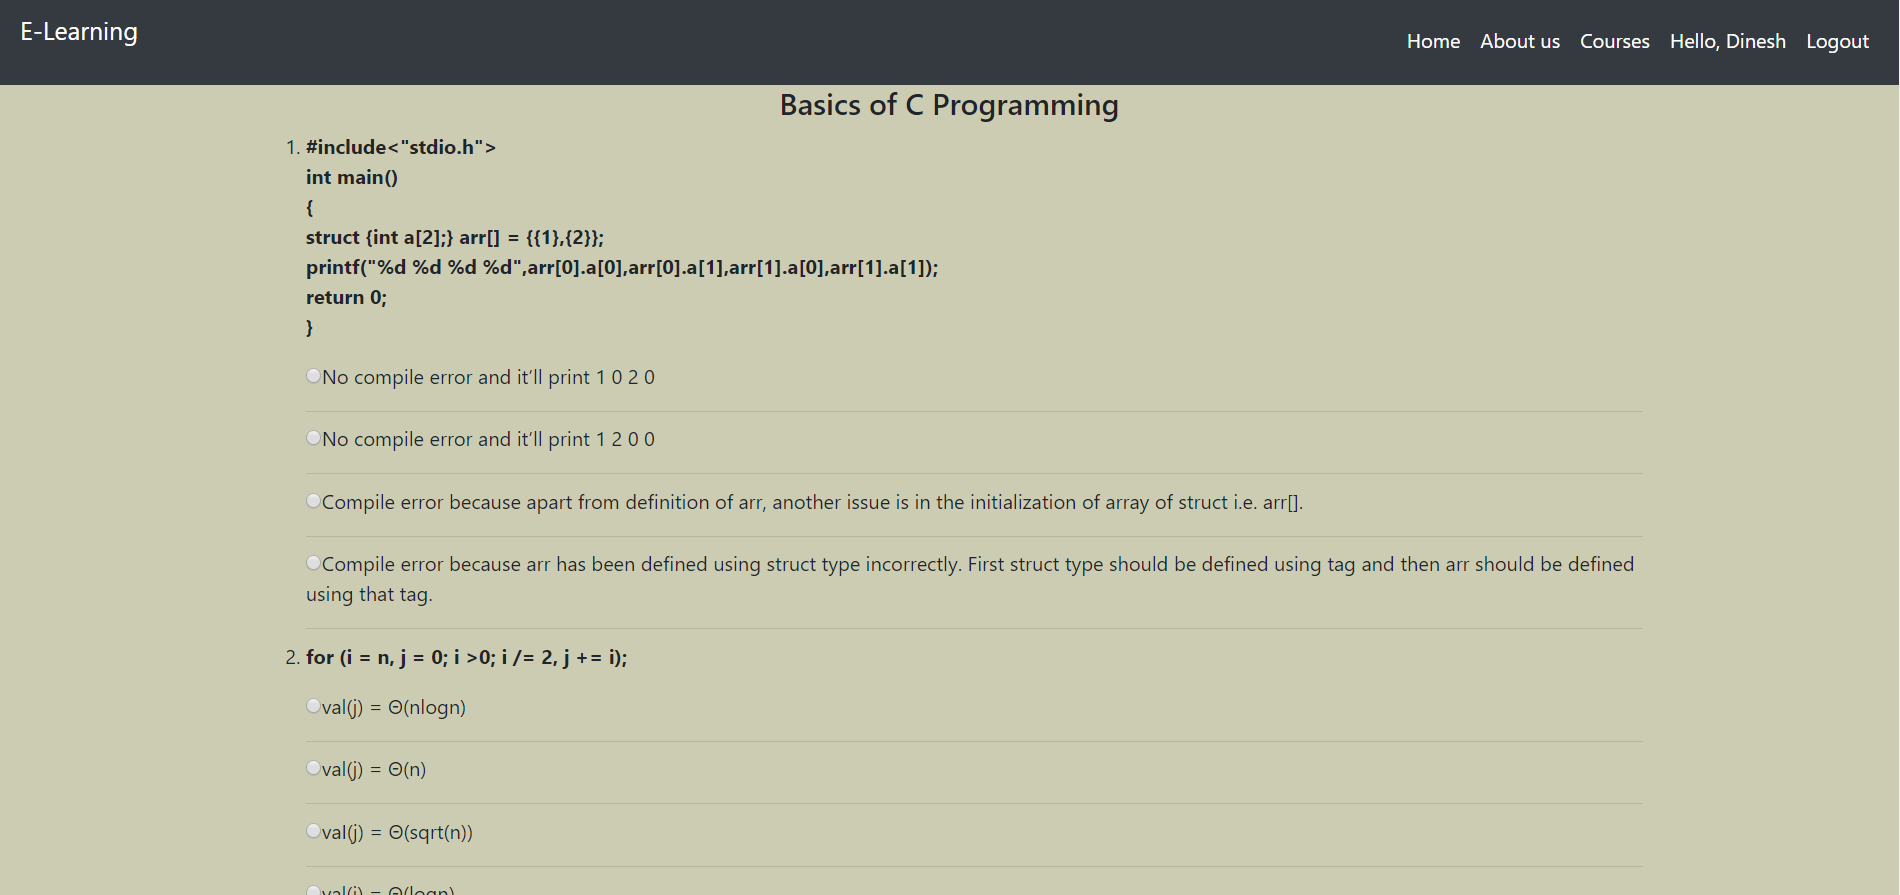 E-Learning
Home About us Courses Hello, Dinesh Logout
Basics of C Programming
1. #include<"stdio.h">
int main()
{
struct {int a[2];} arr[] = {{1},{2}};
printf("%d %d %d %d",arr[0].a[0],arr[0].a[1],arr[1].a[0],arr[1].a[1]);
return 0;
}
No compile error and it’ll print 1 0 2 0
No compile error and it’ll print 1 2 0 0
Compile error because apart from definition of arr, another issue is in the initialization of array of struct i.e. arr[].
Compile error because arr has been defined using struct type incorrectly. First struct type should be defined using tag and then arr should be defined
using that tag.
2. for (i = n, j = 0; i >0; i /= 2, j += i);
val(j) = Θ(nlogn)
val(j) = Θ(n)
val(j) = Θ(sqrt(n))
val(j) = Θ(logn)